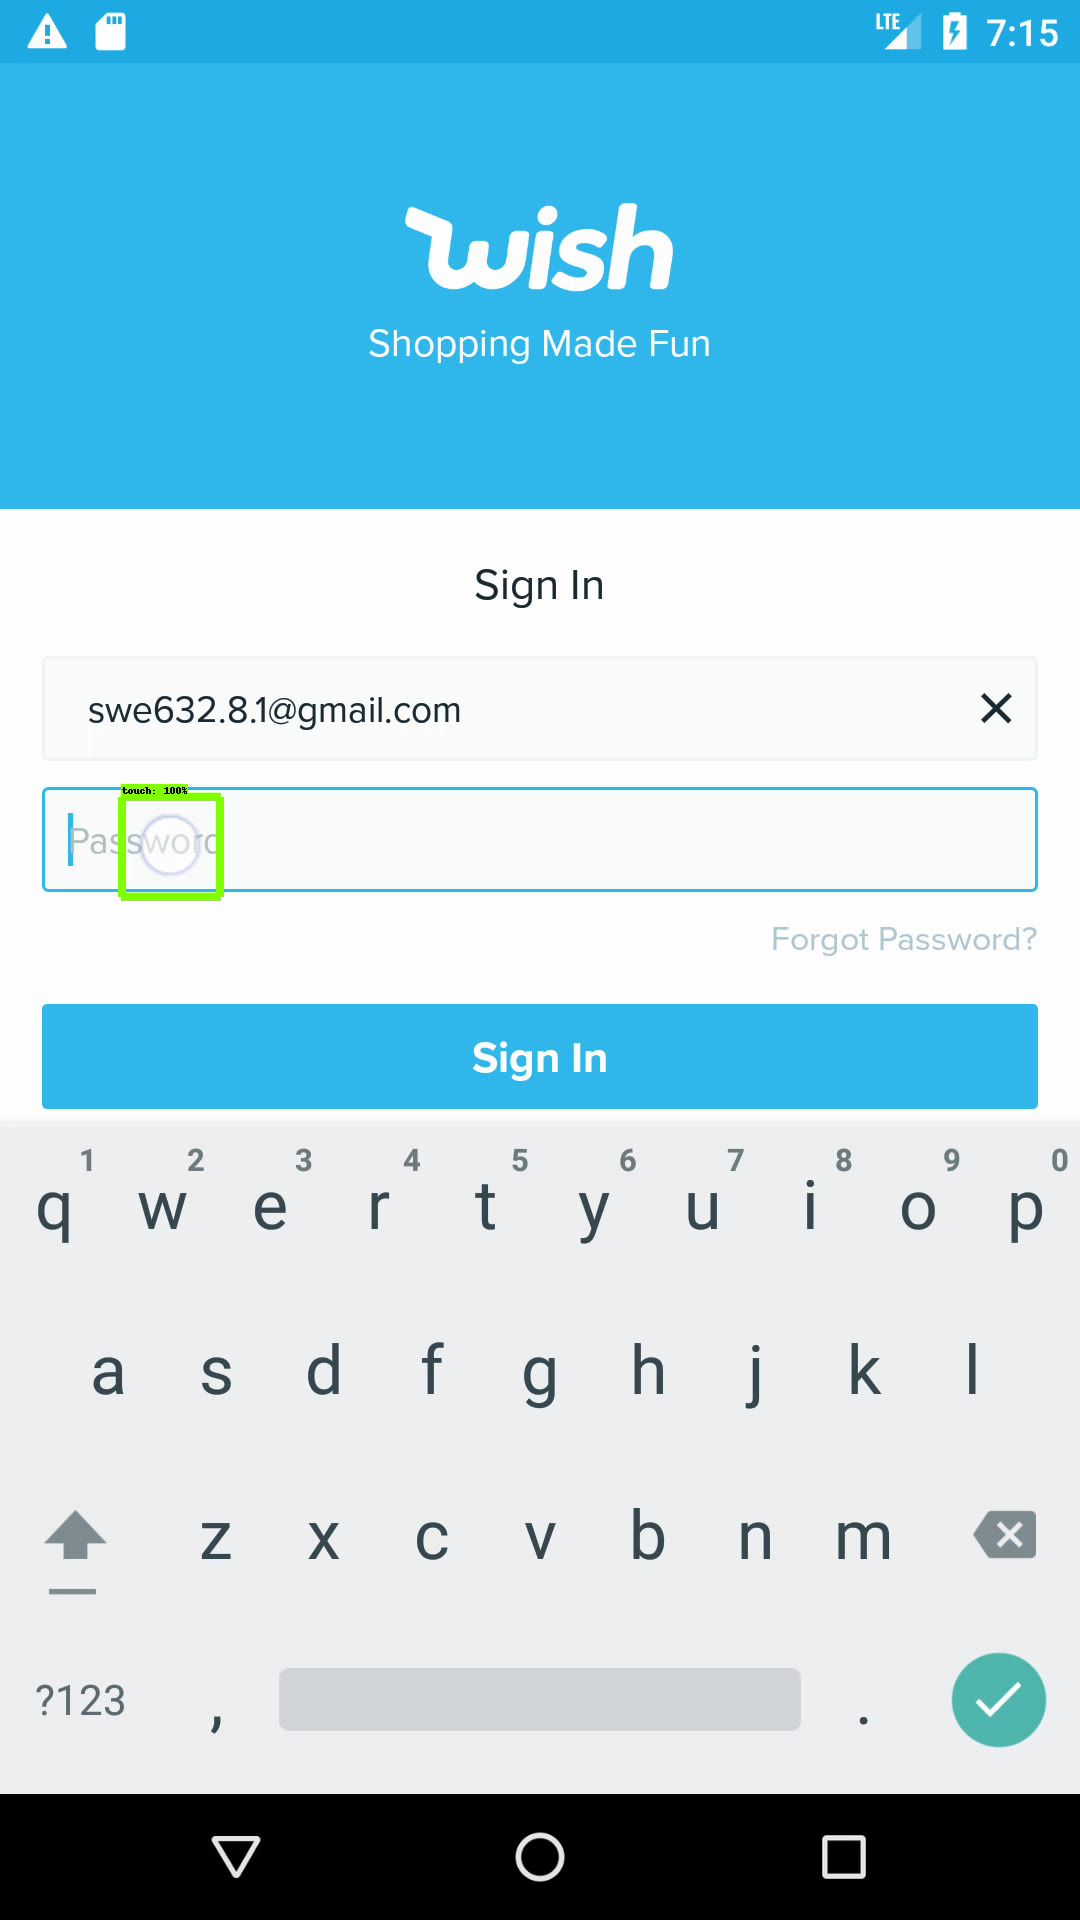 LTE 7:15
wish
Shopping Made Fun
Sign In
swe632.8.1@gmail.com
touch: 100%
Password
Forgot Password?
Sign In
1 2 3 4 5 6 7 8 9 0
q w e r t y u i o p
a s d f g h j k l
z x c v b n m
?123 , .